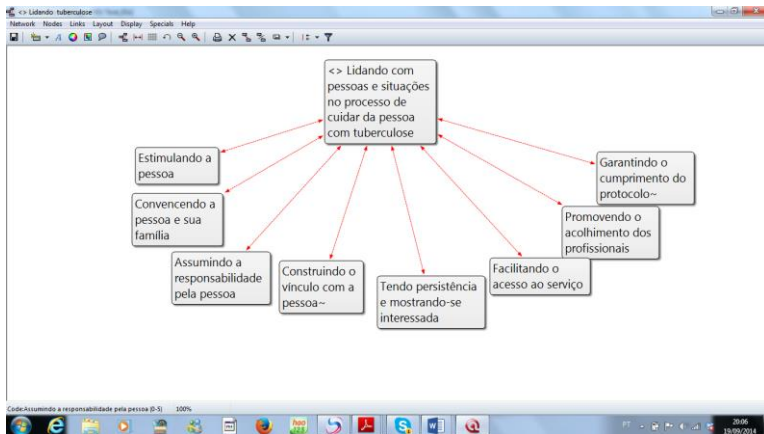 <> Lidando: tuberculose
Network Nodes Links Layout Display Specials Help
<> Lidando com
pessoas e situações
no processo de
cuidar da pessoa
com tuberculose
Estimulando a
pessoa
Convencendo a
pessoa e sua
família
Assumindo a
responsabilidade
pela pessoa
Construindo o
vínculo com a
pessoa~
Tendo persistência
e mostrando-se
interessada
Facilitando o
acesso ao serviço
Promovendo o
acolhimento dos
profissionais
Garantindo o
cumprimento do
protocolo~
Code:Assumindo a responsabilidade pela pessoa {0-5} 100%
hao
123
PT
20:06
19/09/2014